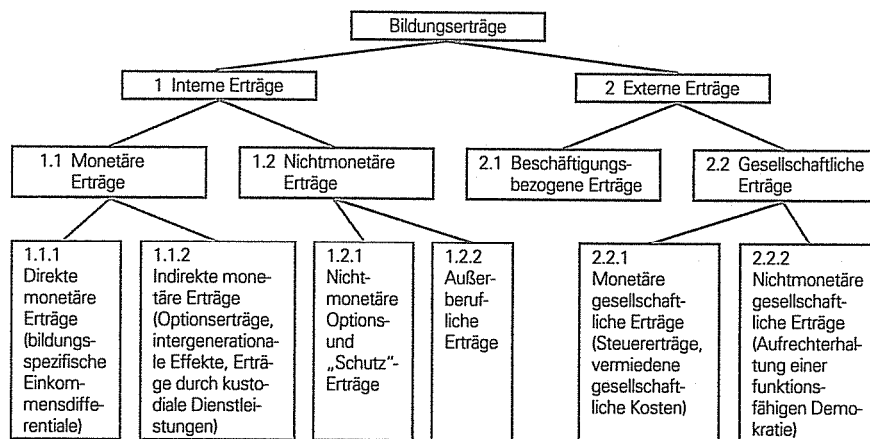 Bildungserträge
1 Interne Erträge
2 Externe Erträge
1.1 Monetäre
Erträge
1.2 Nichtmonetäre
Erträge
2.1 Beschäftigungs-
bezogene Erträge
2.2 Gesellschaftliche
Erträge
1.1.1
Direkte
monetäre
Erträge
(bildungs-
spezifische
Einkom-
mensdiffe-
rentiale)
1.1.2
Indirekte mone-
täre Erträge
(Optionserträge,
intergenerationa-
le Effekte, Erträ-
ge durch kusto-
diale Dienstlei-
stungen)
1.2.1
Nicht-
monetäre
Options-
und
„Schutz“-
Erträge
1.2.2
Außer-
beruf-
liche
Erträge
2.2.1
Monetäre
gesellschaft-
liche Erträge
(Steuererträge,
vermiedene
gesellschaft-
liche Kosten)
2.2.2
Nichtmonetäre
gesellschaft-
liche Erträge
(Aufrechterhal-
tung einer
funktions-
fähigen Demo-
kratie)